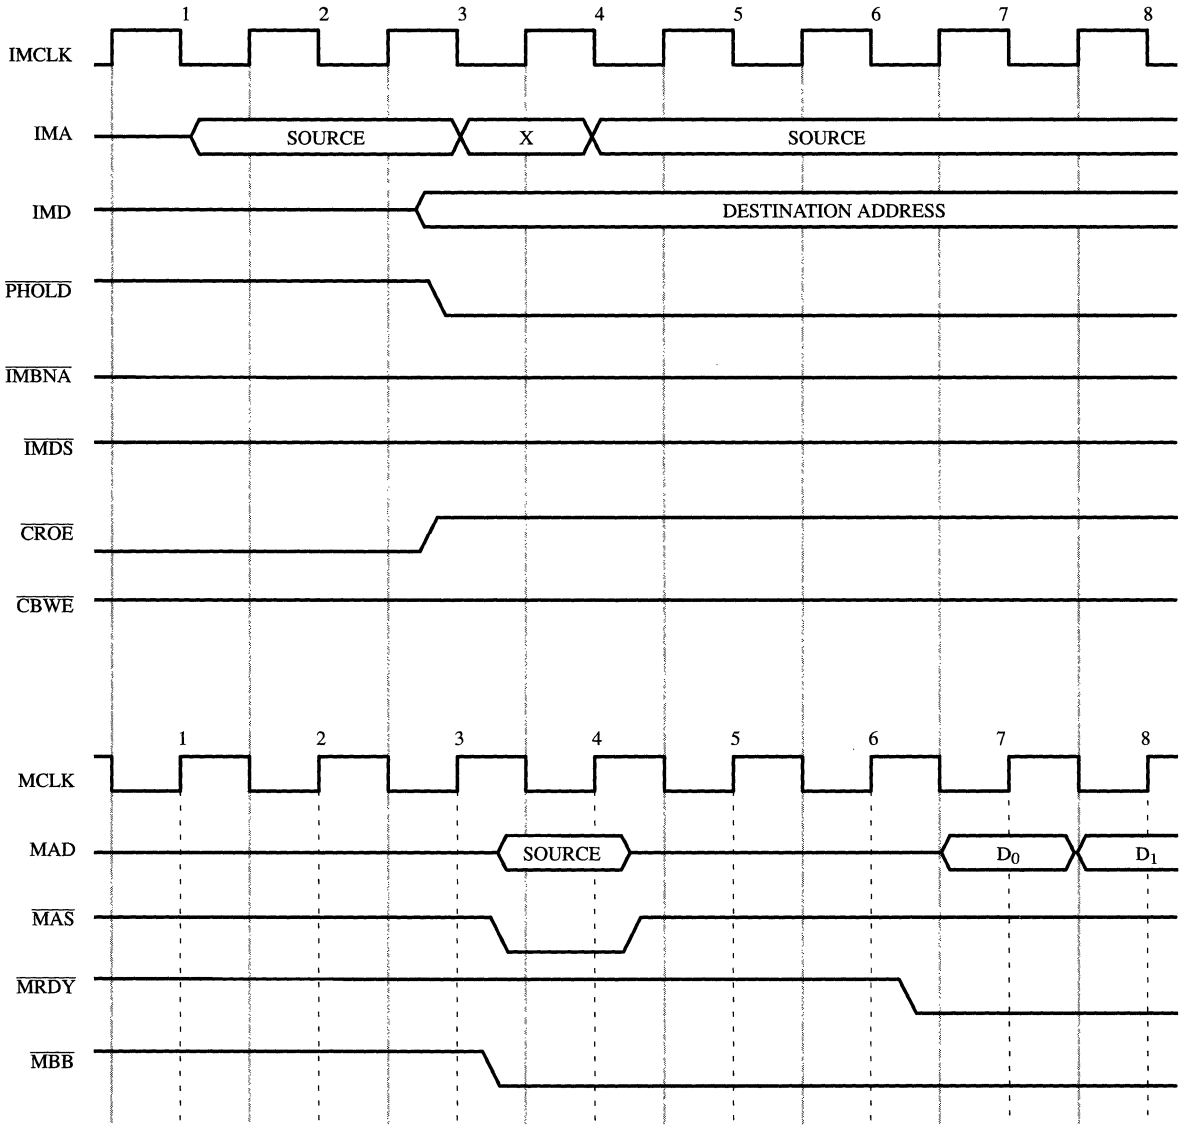 1 2 3 4 5 6 7 8
IMCLK
IMA SOURCE X SOURCE
IMD DESTINATION ADDRESS
PHOLD
IMBNA
IMDS
CROE
CBWE
1 2 3 4 5 6 7 8
MCLK
MAD SOURCE D0 D1
MAS
MRDY
MBB